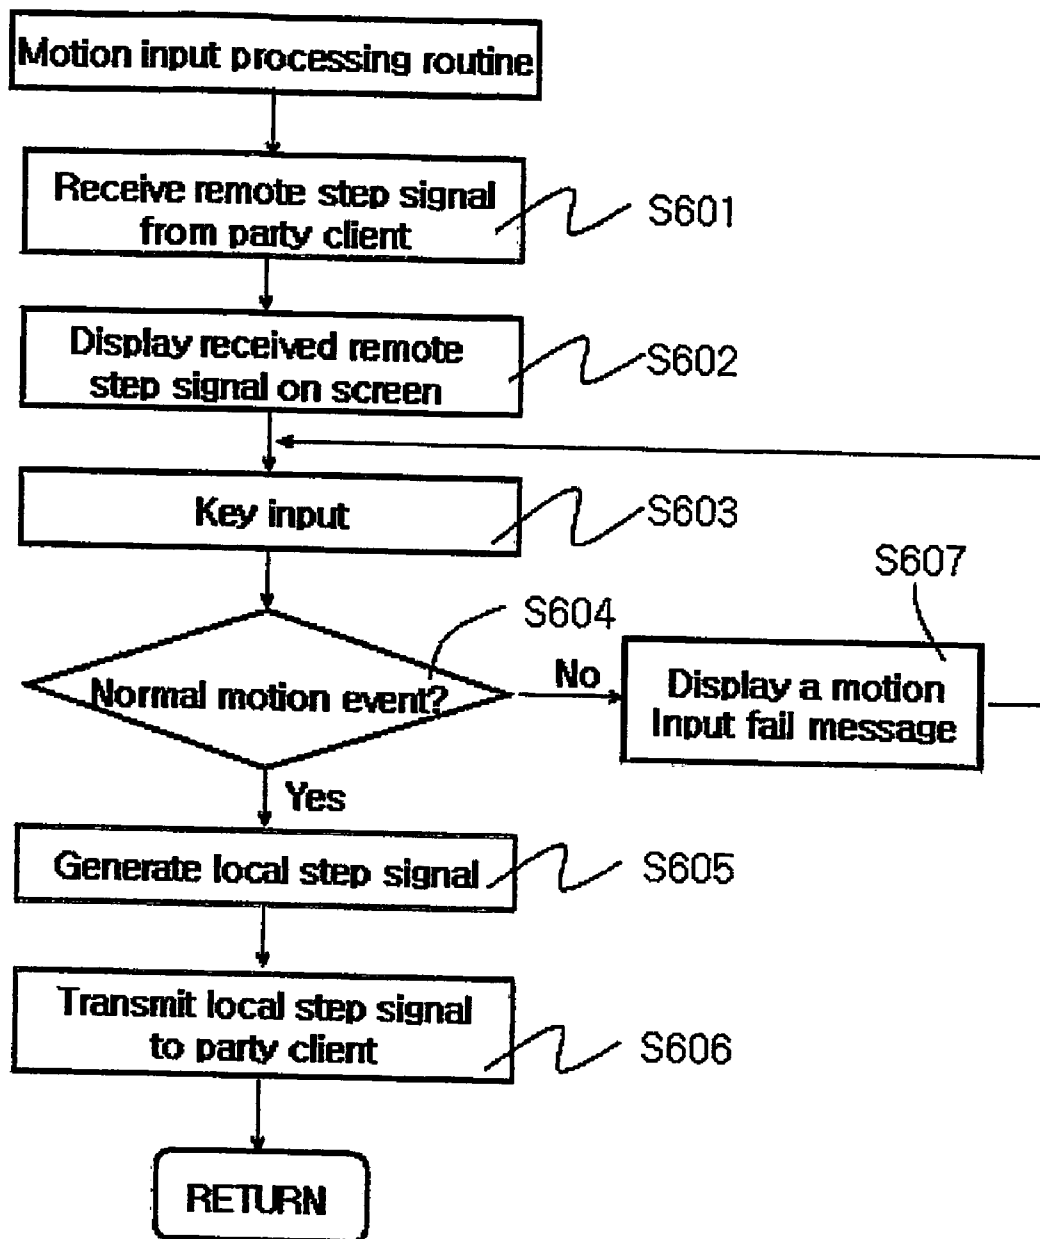 Motion input processing routine
Receive remote step signal
from party client
S601
Display received remote
step signal on screen
S602
Key input
S603
S604
Normal motion event?
No
S607
Display a motion
Input fail message
Yes
Generate local step signal
S605
Transmit local step signal
to party client
S606
RETURN